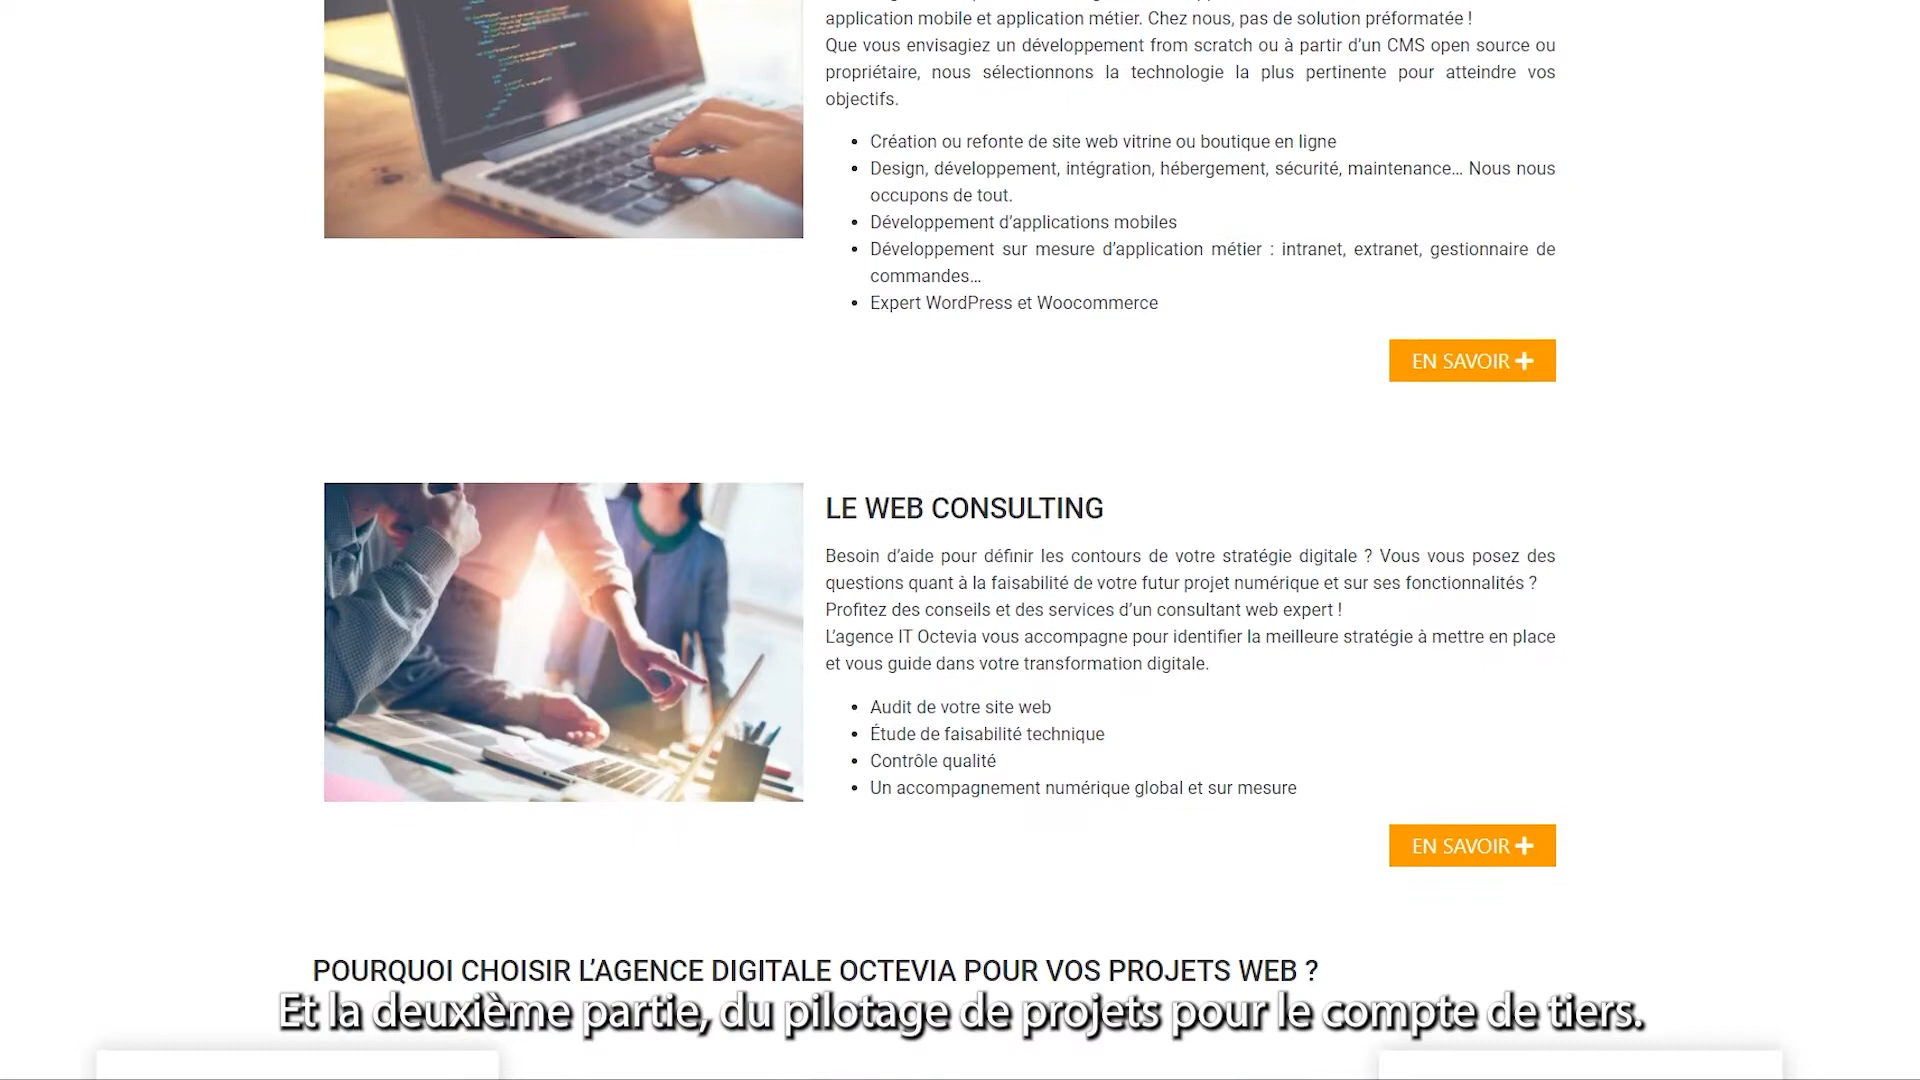 application mobile et application métier. Chez nous, pas de solution préformatée !
Que vous envisagiez un développement from scratch ou à partir d’un CMS open source ou
propriétaire, nous sélectionnons la technologie la plus pertinente pour atteindre vos
objectifs.
• Création ou refonte de site web vitrine ou boutique en ligne
• Design, développement, intégration, hébergement, sécurité, maintenance… Nous nous
occupons de tout.
• Développement d’applications mobiles
• Développement sur mesure d’application métier : intranet, extranet, gestionnaire de
commandes…
• Expert WordPress et Woocommerce
EN SAVOIR +
LE WEB CONSULTING
Besoin d’aide pour définir les contours de votre stratégie digitale ? Vous vous posez des
questions quant à la faisabilité de votre futur projet numérique et sur ses fonctionnalités ?
Profitez des conseils et des services d’un consultant web expert !
L’agence IT Octevia vous accompagne pour identifier la meilleure stratégie à mettre en place
et vous guide dans votre transformation digitale.
• Audit de votre site web
• Étude de faisabilité technique
• Contrôle qualité
• Un accompagnement numérique global et sur mesure
EN SAVOIR +
POURQUOI CHOISIR L’AGENCE DIGITALE OCTEVIA POUR VOS PROJETS WEB ?
Et la deuxième partie, du pilotage de projets pour le compte de tiers.